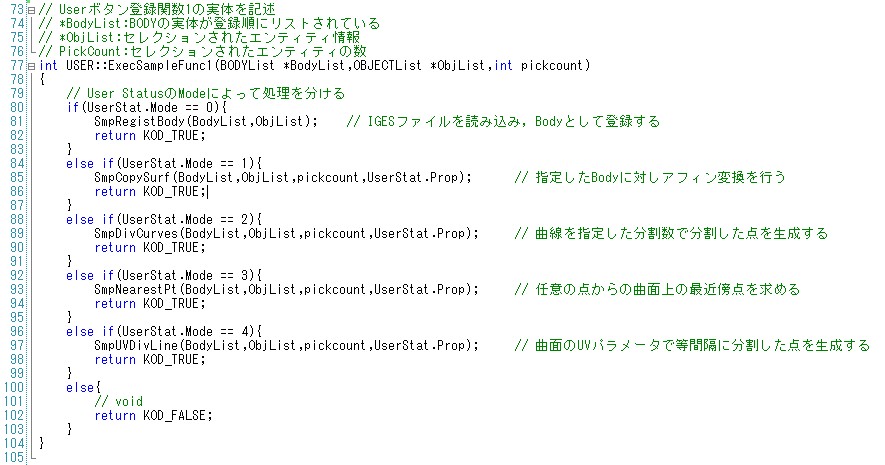 73 // Userボタン登録関数1の実体を記述
74 // *BodyList:BODYの実体が登録順にリストされている
75 // *ObjList:セレクションされたエンティティ情報
76 // PickCount:セレクションされたエンティティの数
77 int USER::ExecSampleFunc1(BODYList *BodyList,OBJECTList *ObjList,int pickcount)
78 {
79     // User StatusのModeによって処理を分ける
80     if(UserStat.Mode == 0){
81         SmpRegistBody(BodyList,ObjList);    // IGESファイルを読み込み，Bodyとして登録する
82         return KOD_TRUE;
83     }
84     else if(UserStat.Mode == 1){
85         SmpCopySurf(BodyList,ObjList,pickcount,UserStat.Prop);      // 指定したBodyに対しアフィン変換を行う
86         return KOD_TRUE;
87     }
88     else if(UserStat.Mode == 2){
89         SmpDivCurves(BodyList,ObjList,pickcount,UserStat.Prop);     // 曲線を指定した分割数で分割した点を生成する
90         return KOD_TRUE;
91     }
92     else if(UserStat.Mode == 3){
93         SmpNearestPt(BodyList,ObjList,pickcount,UserStat.Prop);     // 任意の点からの曲面上の最近傍点を求める
94         return KOD_TRUE;
95     }
96     else if(UserStat.Mode == 4){
97         SmpUVDivLine(BodyList,ObjList,pickcount,UserStat.Prop);     // 曲面のUVパラメータで等間隔に分割した点を生成する
98         return KOD_TRUE;
99     }
100     else{
101         // void
102         return KOD_FALSE;
103     }
104 }
105